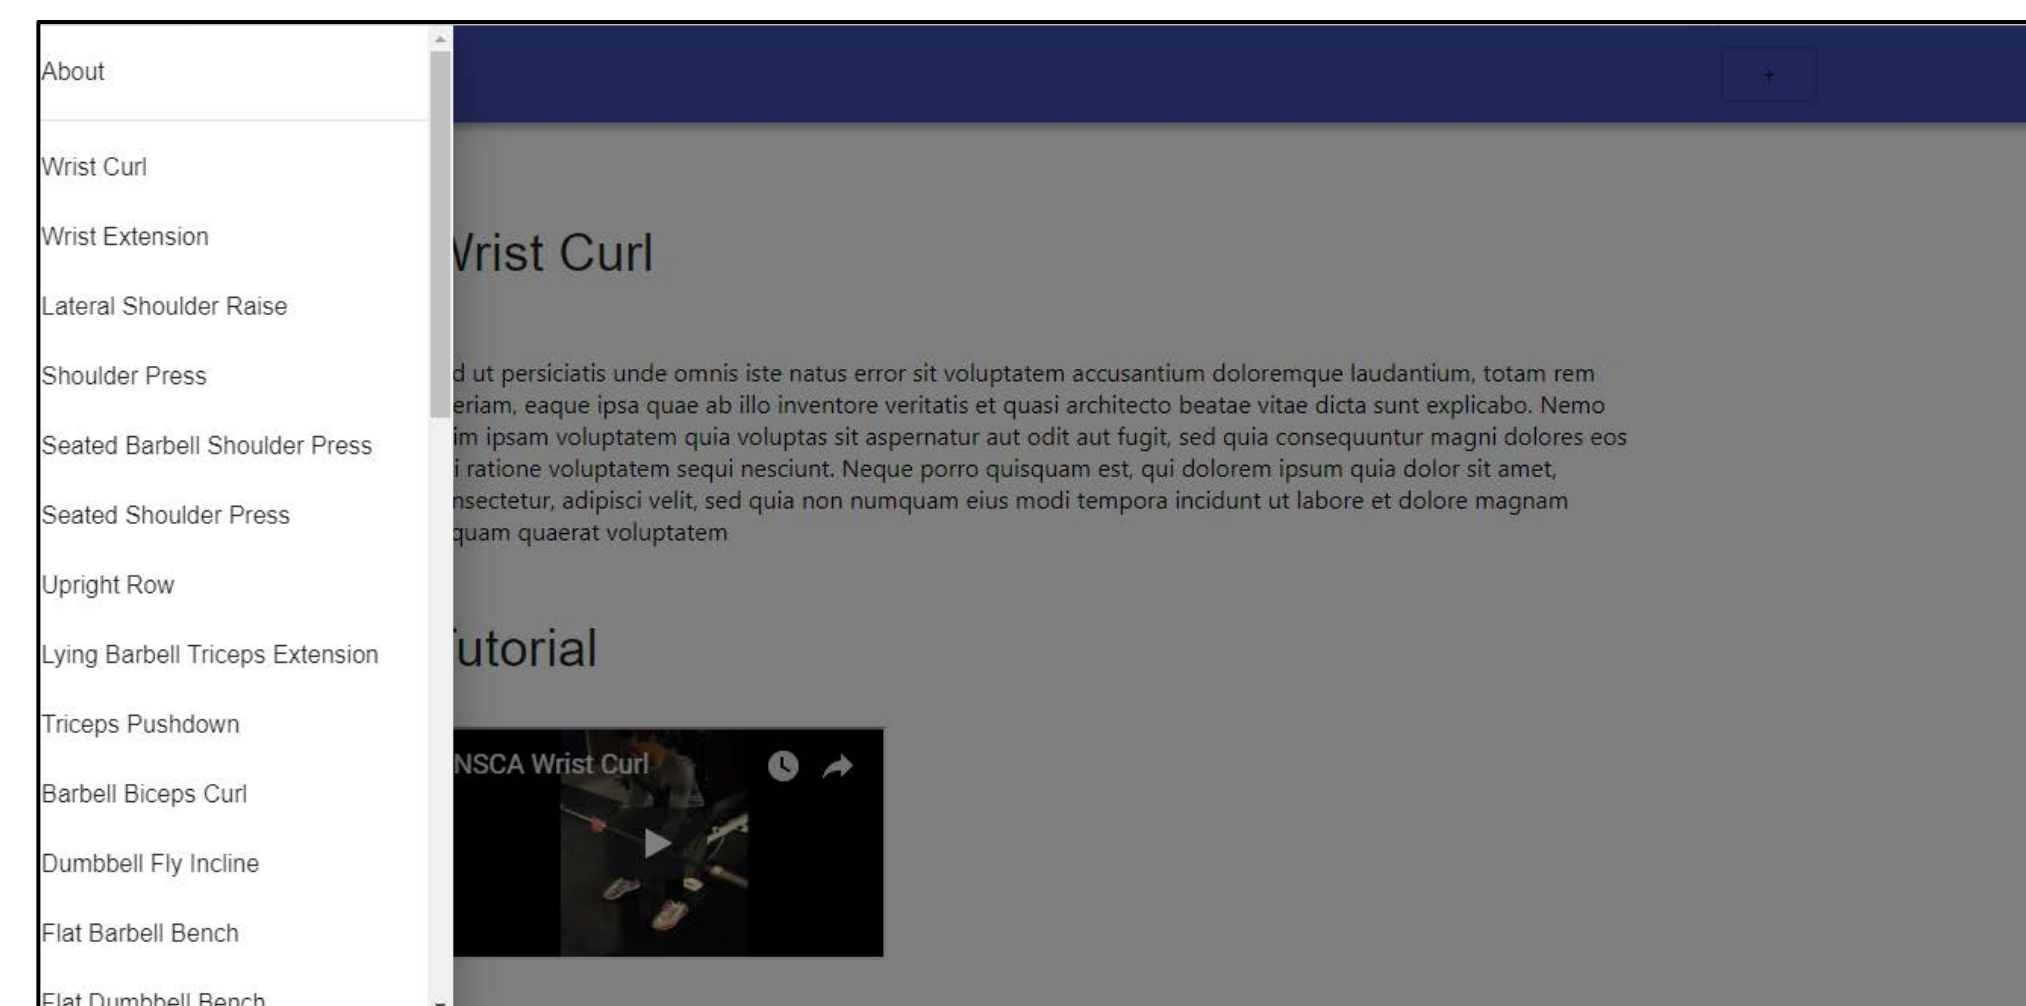 About
+
Wrist Curl
Wrist Extension
Lateral Shoulder Raise
Shoulder Press
Seated Barbell Shoulder Press
Seated Shoulder Press
Upright Row
Lying Barbell Triceps Extension
Triceps Pushdown
Barbell Biceps Curl
Dumbbell Fly Incline
Flat Barbell Bench
Flat Dumbbell Bench
Wrist Curl
d ut persiciatis unde omnis iste natus error sit voluptatem accusantium doloremque laudantium, totam rem
eriam, eaque ipsa quae ab illo inventore veritatis et quasi architecto beatae vitae dicta sunt explicabo. Nemo
im ipsam voluptatem quia voluptas sit aspernatur aut odit aut fugit, sed quia consequuntur magni dolores eos
i ratione voluptatem sequi nesciunt. Neque porro quisquam est, qui dolorem ipsum quia dolor sit amet,
nsectetur, adipisci velit, sed quia non numquam eius modi tempora incidunt ut labore et dolore magnam
quam quaerat voluptatem
utorial
NSCA Wrist Curl